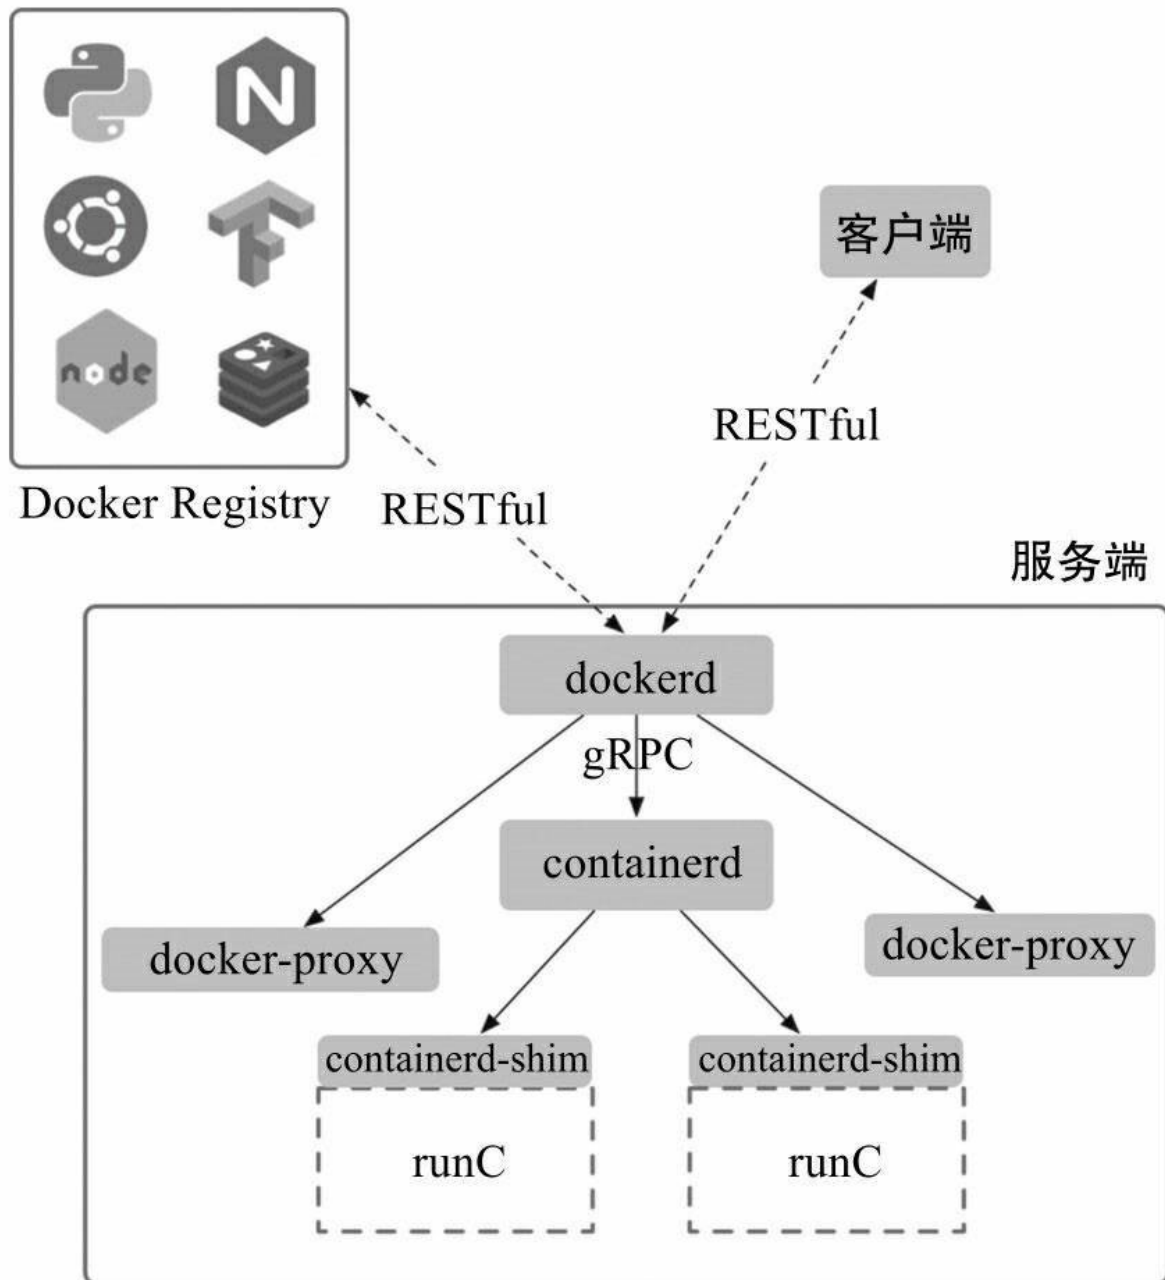 N
node
客户端
RESTful
Docker Registry
RESTful
服务端
dockerd
gRPC
containerd
docker-proxy
docker-proxy
containerd-shim
containerd-shim
runC
runC